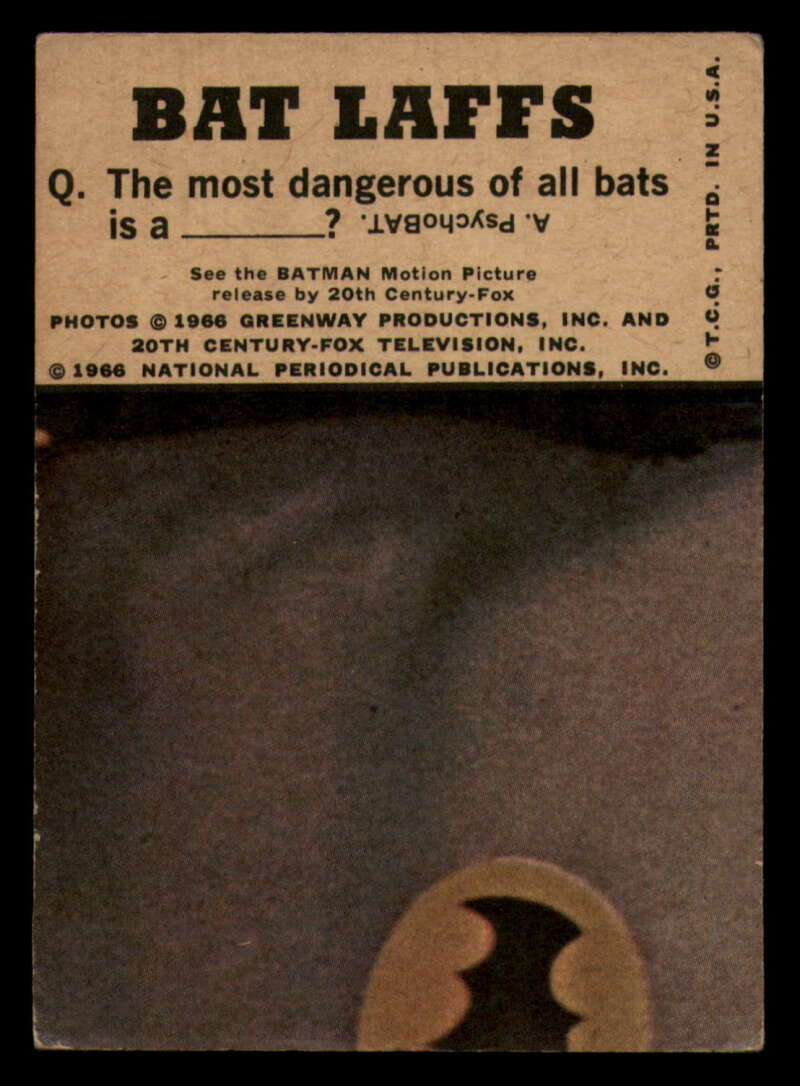 BAT LAFFS
Q. The most dangerous of all bats
is a ________? A. PsychoBAT.
See the BATMAN Motion Picture
release by 20th Century-Fox
PHOTOS © 1966 GREENWAY PRODUCTIONS, INC. AND
20TH CENTURY-FOX TELEVISION, INC.
© 1966 NATIONAL PERIODICAL PUBLICATIONS, INC.
© T.C.G., PRTD. IN U.S.A.